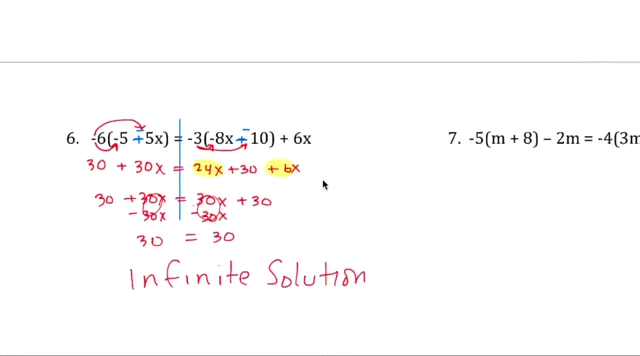 6. -6(-5 - 5x) = -3(-8x - 10) + 6x
7. -5(m + 8) – 2m = -4(3m
30 + 30x = 24x + 30 + 6x
30 + 30x = 30x + 30
- 30x - 30x
30 = 30
Infinite Solution